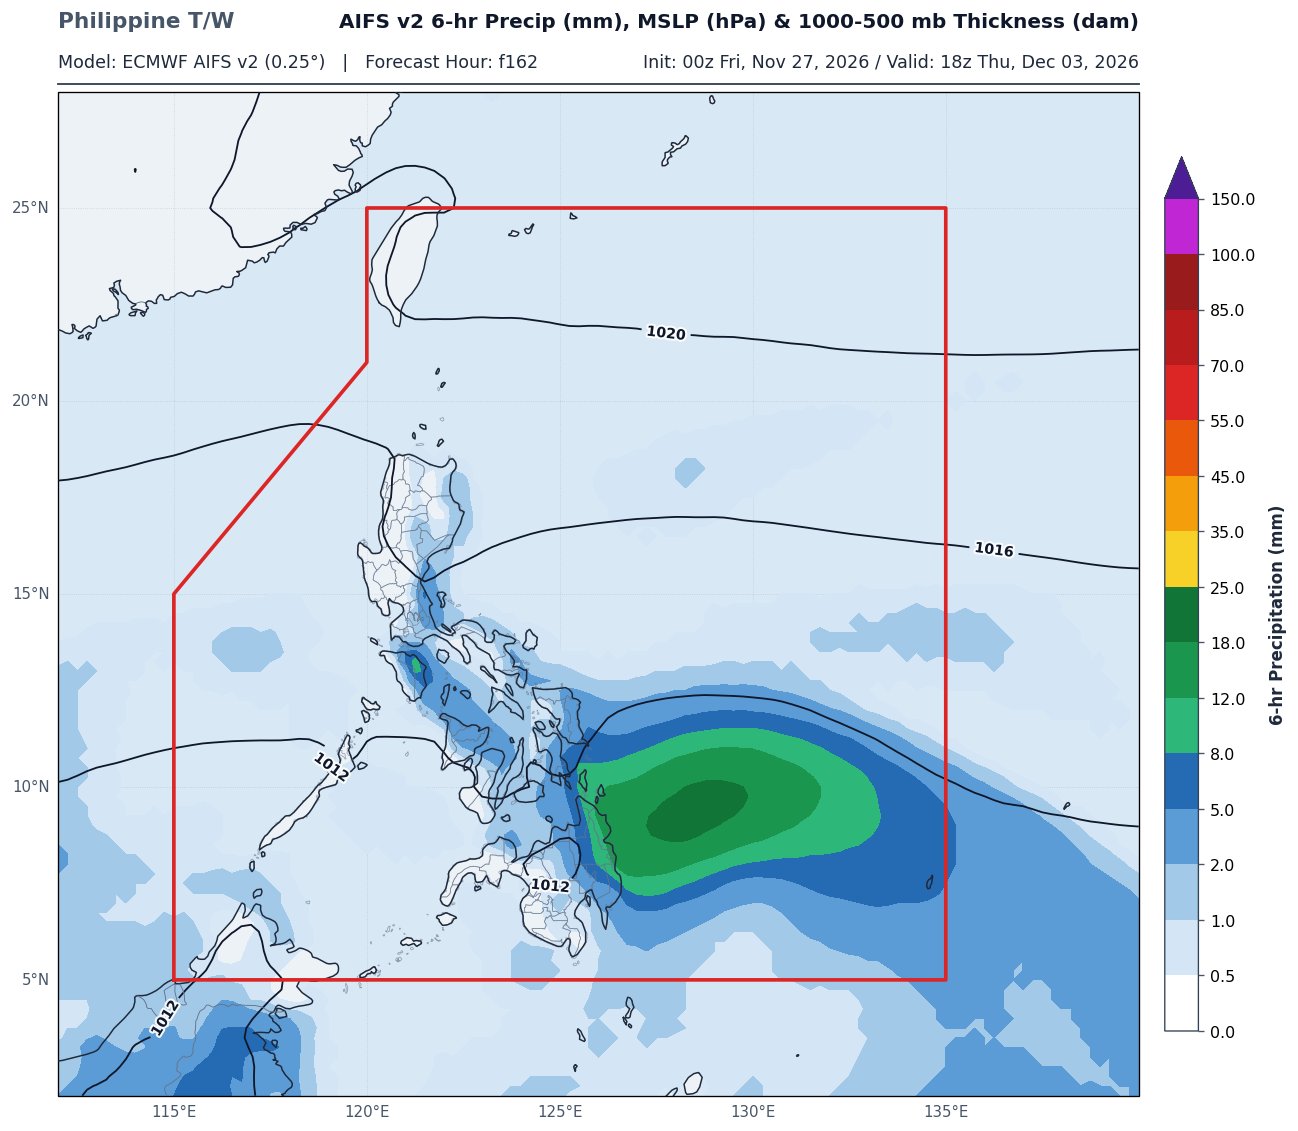 Philippine T/W
AIFS v2 6-hr Precip (mm), MSLP (hPa) & 1000-500 mb Thickness (dam)
Model: ECMWF AIFS v2 (0.25°) | Forecast Hour: f162
Init: 00z Fri, Nov 27, 2026 / Valid: 18z Thu, Dec 03, 2026
25°N
20°N
15°N
10°N
5°N
115°E
120°E
125°E
130°E
135°E
1020
1016
1012
1012
1012
150.0
100.0
85.0
70.0
55.0
45.0
35.0
25.0
18.0
12.0
8.0
5.0
2.0
1.0
0.5
0.0
6-hr Precipitation (mm)